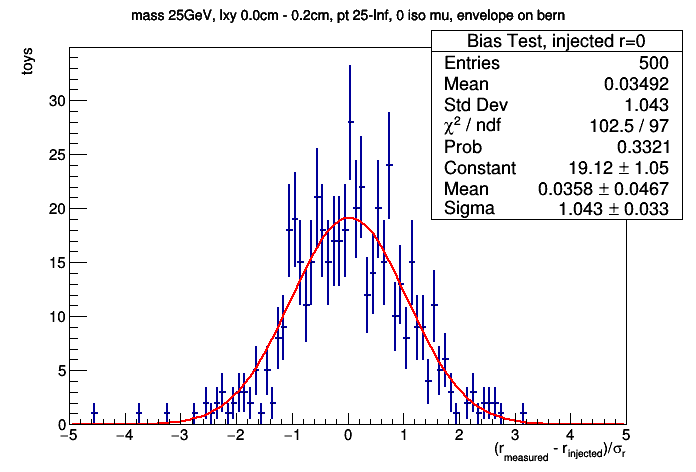 mass 25GeV, lxy 0.0cm - 0.2cm, pt 25-Inf, 0 iso mu, envelope on bern
toys
Bias Test, injected r=0
Entries 500
Mean 0.03492
Std Dev 1.043
χ² / ndf 102.5 / 97
Prob 0.3321
Constant 19.12 ± 1.05
Mean 0.0358 ± 0.0467
Sigma 1.043 ± 0.033
30
25
20
15
10
5
0
−5 −4 −3 −2 −1 0 1 2 3 4 5
(r_measured - r_injected)/σ_r